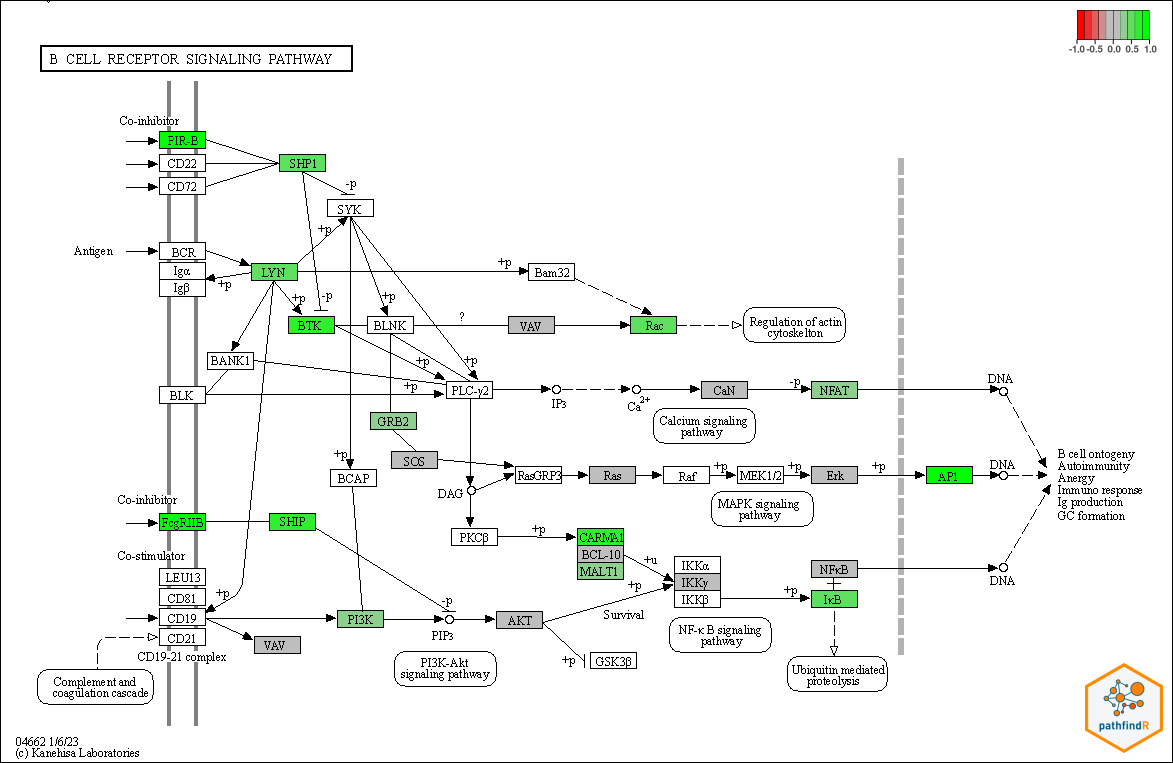 -1.0 -0.5 0.0 0.5 1.0
B CELL RECEPTOR SIGNALING PATHWAY
Co-inhibitor
PIR-B
CD22
CD72
SHP1
-p
SYK
+p
Antigen
BCR
Igα
Igβ
+p
LYN
+p
Bam32
+p
-p
+p
BTK
BLNK
?
VAV
Rac
Regulation of actin
cytoskelton
BANK1
+p
+p
BLK
+p
PLC-γ2
IP3
Ca2+
CaN
-p
NFAT
DNA
Calcium signaling
pathway
GRB2
SOS
+p
BCAP
DAG
RasGRP3
Ras
Raf
+p
MEK1/2
+p
Erk
+p
AP1
DNA
MAPK signaling
pathway
B cell ontogeny
Autoimmunity
Anergy
Immuno response
Ig production
GC formation
Co-inhibitor
FcgRIIB
SHIP
PKCβ
+p
CARMA1
BCL-10
MALT1
+u
+p
IKKα
IKKγ
IKKβ
+p
NFκB
IκB
DNA
Co-stimulator
LEU13
CD81
CD19
CD21
+p
CD19-21 complex
VAV
PI3K
-p
PIP3
AKT
Survival
+p
GSK3β
NF-κ B signaling
pathway
PI3K-Akt
signaling pathway
Ubiquitin mediated
proteolysis
Complement and
coagulation cascade
pathfindR
04662 1/6/23
(c) Kanehisa Laboratories